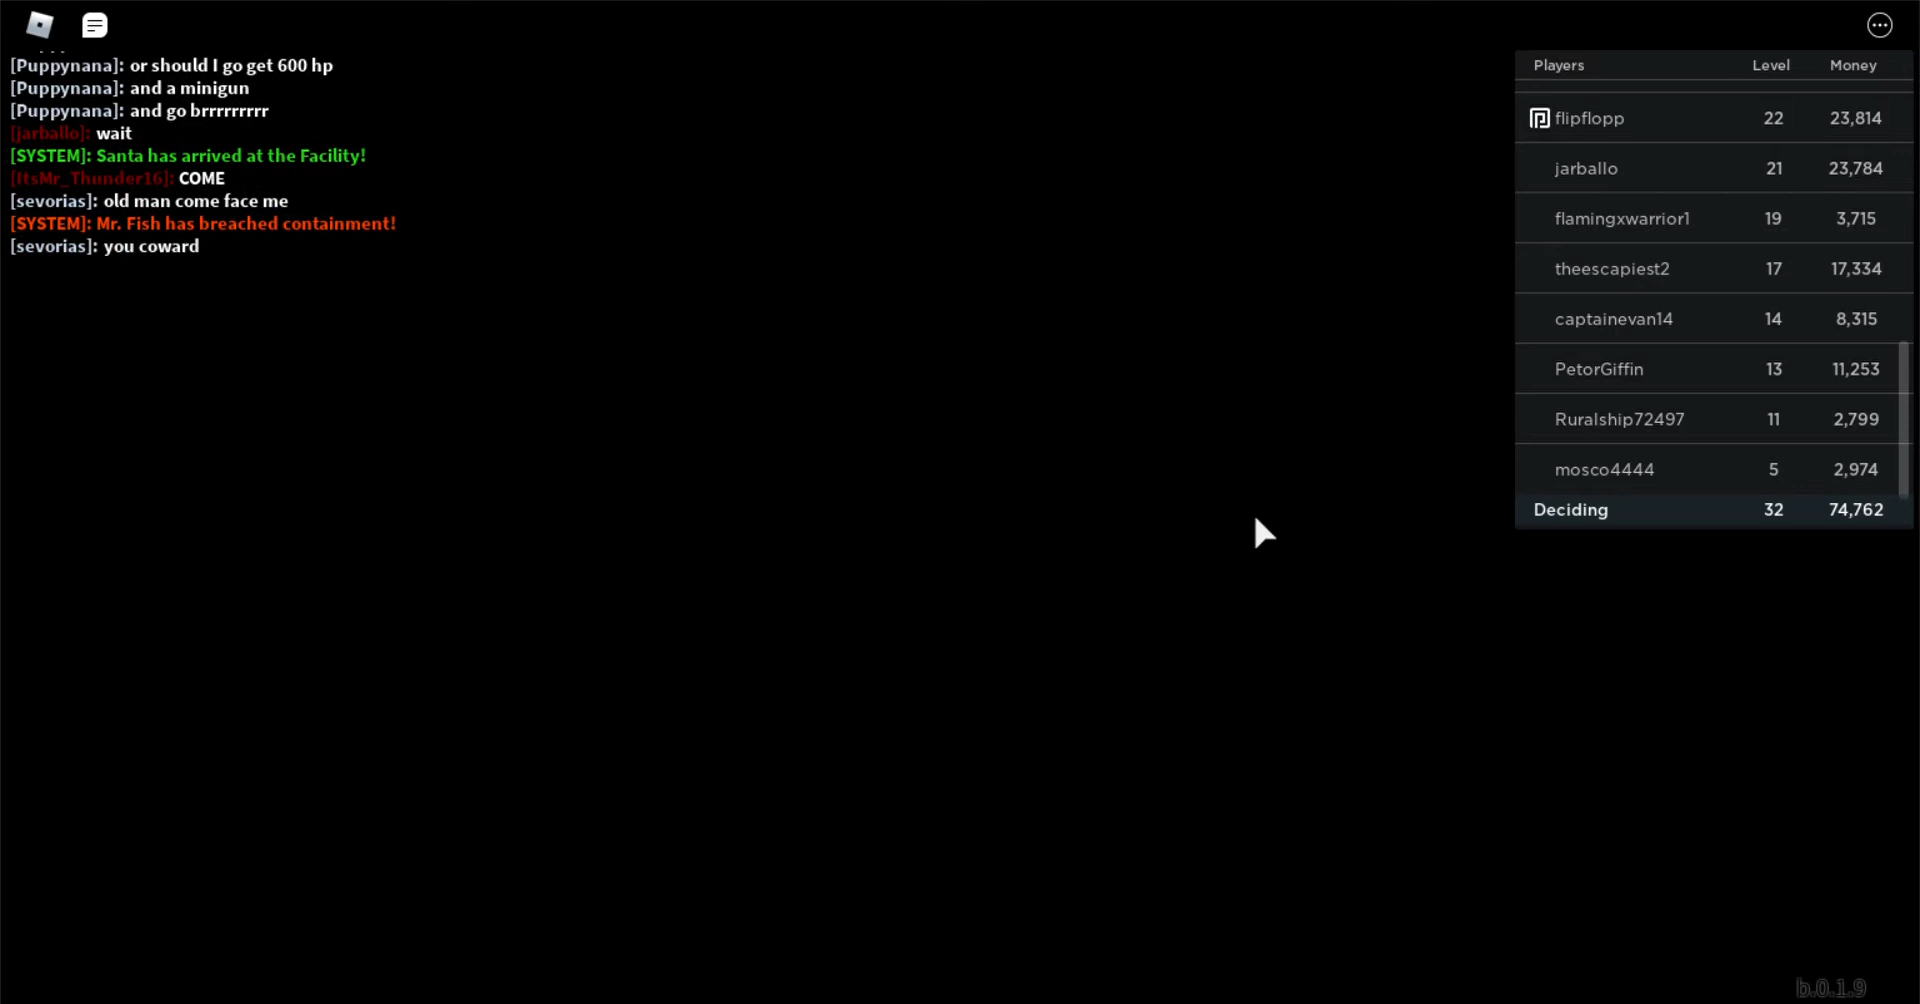 [Puppynana]: or should I go get 600 hp
[Puppynana]: and a minigun
[Puppynana]: and go brrrrrrrrr
[jarballo]: wait
[SYSTEM]: Santa has arrived at the Facility!
[ItsMr_Thunder16]: COME
[sevorias]: old man come face me
[SYSTEM]: Mr. Fish has breached containment!
[sevorias]: you coward
Players Level Money
flipflopp 22 23,814
jarballo 21 23,784
flamingxwarrior1 19 3,715
theescapiest2 17 17,334
captainevan14 14 8,315
PetorGiffin 13 11,253
Ruralship72497 11 2,799
mosco4444 5 2,974
Deciding 32 74,762
b.0.1.9